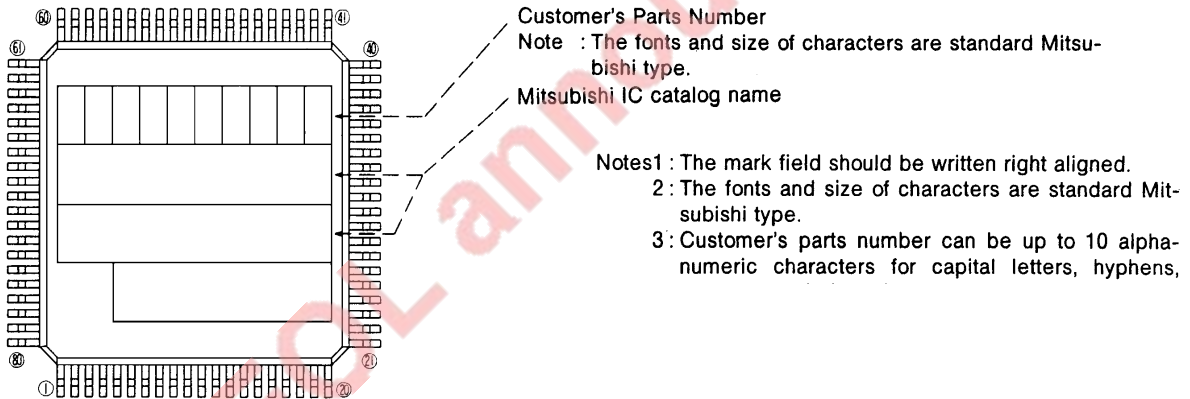 60 41
61 40
80 21
1 20
Customer's Parts Number
Note : The fonts and size of characters are standard Mitsu-
bishi type.
Mitsubishi IC catalog name
Notes1 : The mark field should be written right aligned.
2 : The fonts and size of characters are standard Mit-
subishi type.
3 : Customer's parts number can be up to 10 alpha-
numeric characters for capital letters, hyphens,
OL annou